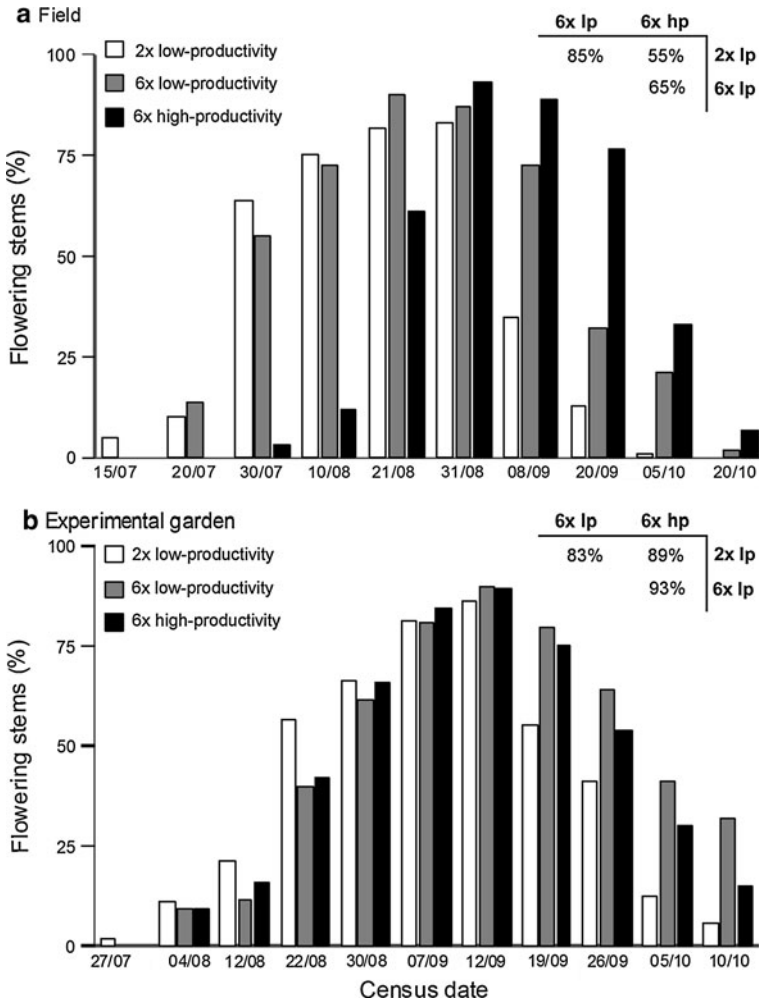 a Field
6x lp 6x hp
85% 55% 2x lp
65% 6x lp
2x low-productivity
6x low-productivity
6x high-productivity
Flowering stems (%)
100
75
50
25
0
15/07 20/07 30/07 10/08 21/08 31/08 08/09 20/09 05/10 20/10
b Experimental garden
6x lp 6x hp
83% 89% 2x lp
93% 6x lp
2x low-productivity
6x low-productivity
6x high-productivity
Flowering stems (%)
100
75
50
25
0
27/07 04/08 12/08 22/08 30/08 07/09 12/09 19/09 26/09 05/10 10/10
Census date